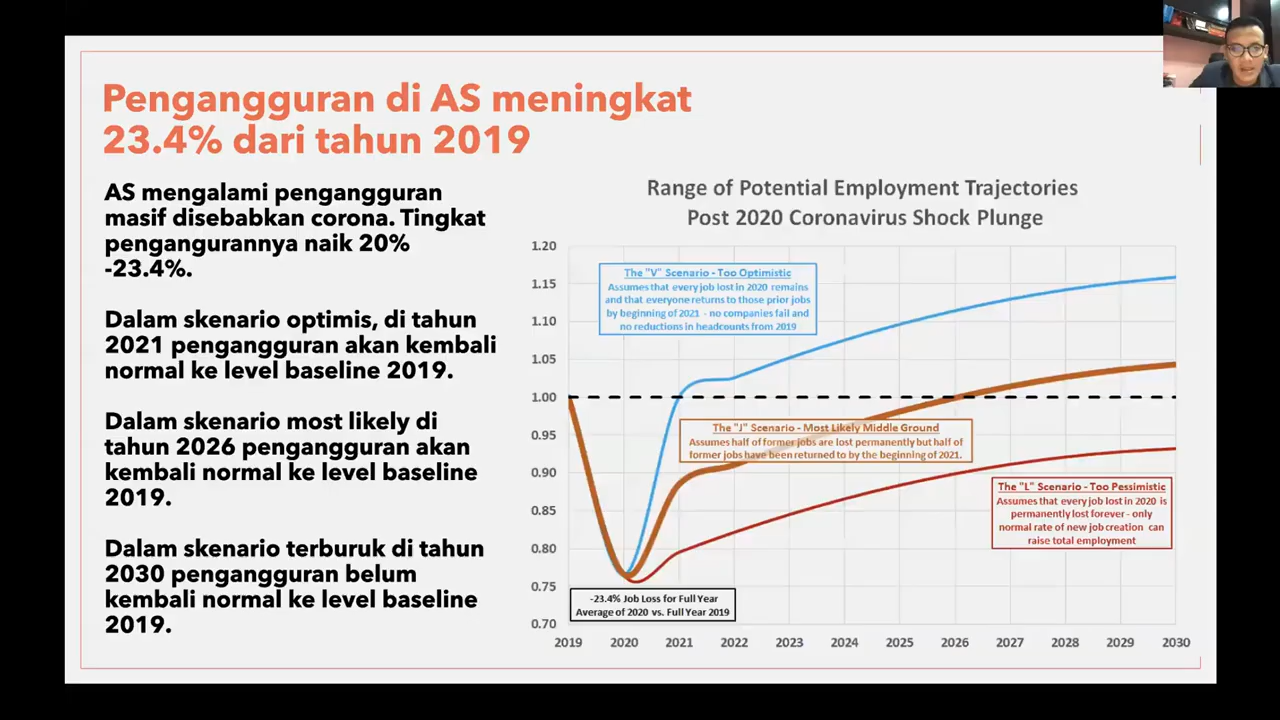 Pengangguran di AS meningkat
23.4% dari tahun 2019
AS mengalami pengangguran
masif disebabkan corona. Tingkat
pengangurannya naik 20%
-23.4%.
Dalam skenario optimis, di tahun
2021 pengangguran akan kembali
normal ke level baseline 2019.
Dalam skenario most likely di
tahun 2026 pengangguran akan
kembali normal ke level baseline
2019.
Dalam skenario terburuk di tahun
2030 pengangguran belum
kembali normal ke level baseline
2019.
Range of Potential Employment Trajectories
Post 2020 Coronavirus Shock Plunge
1.20
1.15
1.10
1.05
1.00
0.95
0.90
0.85
0.80
0.75
0.70
The "V" Scenario - Too Optimistic
Assumes that every job lost in 2020 remains
and that everyone returns to those prior jobs
by beginning of 2021 - no companies fail and
no reductions in headcounts from 2019
The "J" Scenario - Most Likely Middle Ground
Assumes half of former jobs are lost permanently but half of
former jobs have been returned to by the beginning of 2021.
The "L" Scenario - Too Pessimistic
Assumes that every job lost in 2020 is
permanently lost forever - only
normal rate of new job creation can
raise total employment
-23.4% Job Loss for Full Year
Average of 2020 vs. Full Year 2019
2019 2020 2021 2022 2023 2024 2025 2026 2027 2028 2029 2030